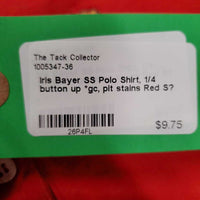 The Tack Collector
1005347-36
Iris Bayer SS Polo Shirt, 1/4
button up *gc, pit stains Red S?
26P4FL
$9.75